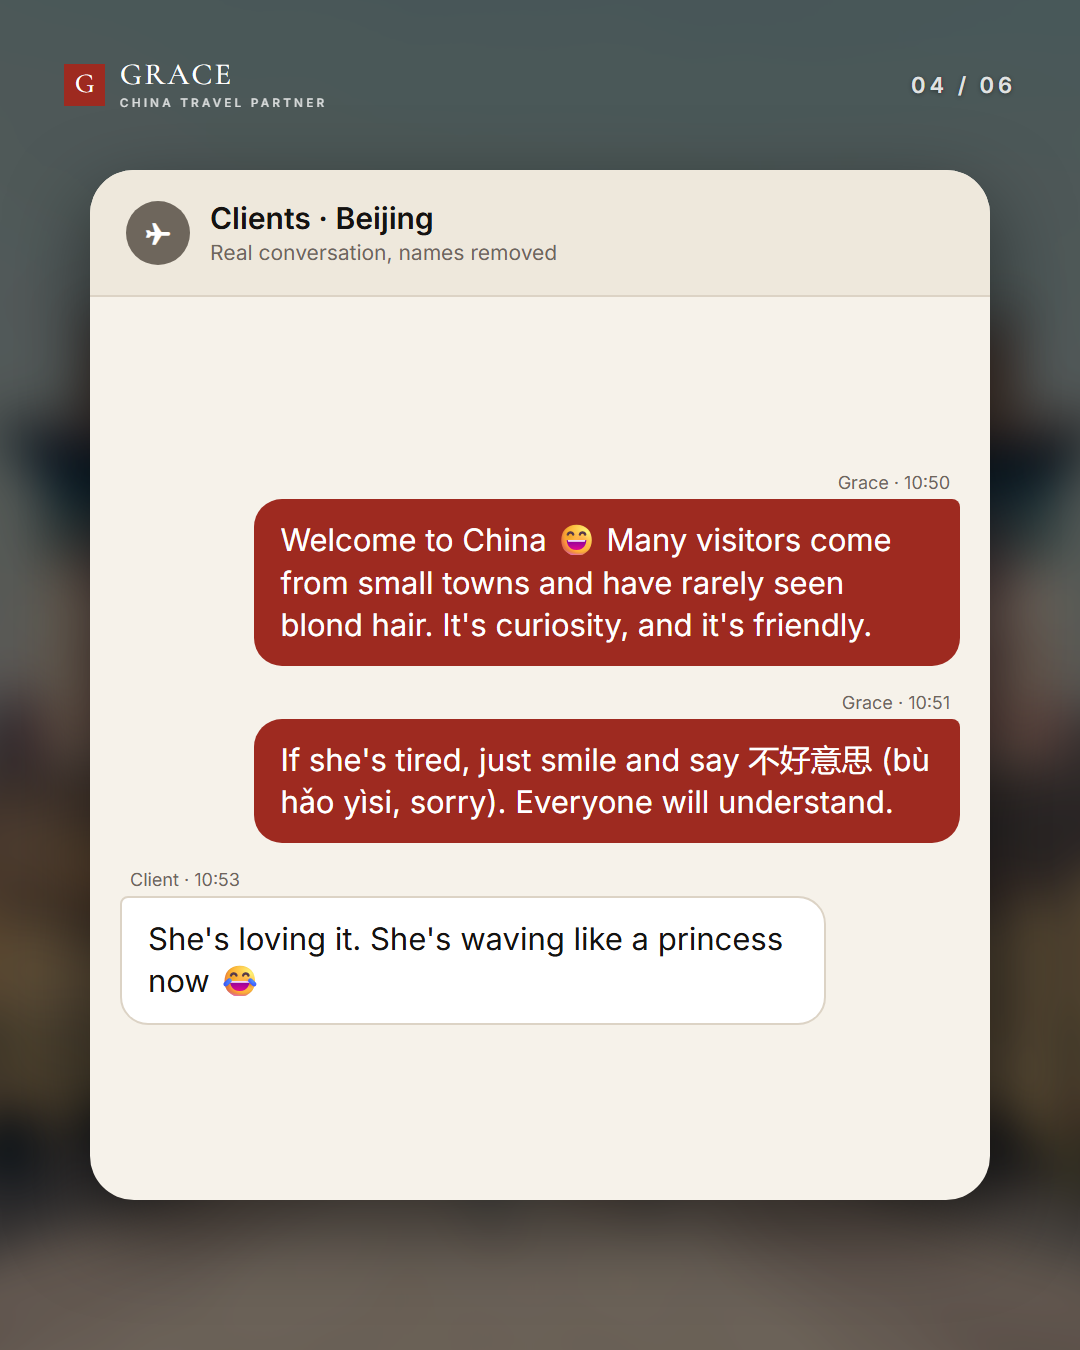 G
GRACE
CHINA TRAVEL PARTNER
04 / 06
Clients · Beijing
Real conversation, names removed
Grace · 10:50
Welcome to China 😄 Many visitors come
from small towns and have rarely seen
blond hair. It's curiosity, and it's friendly.
Grace · 10:51
If she's tired, just smile and say 不好意思 (bù
hǎo yìsi, sorry). Everyone will understand.
Client · 10:53
She's loving it. She's waving like a princess
now 😂